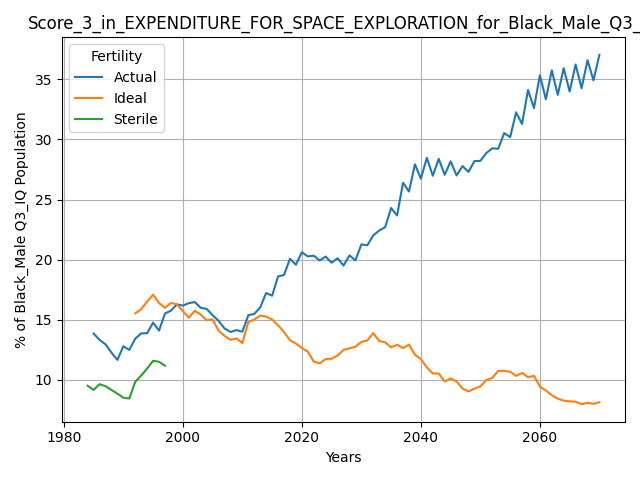 Score_3_in_EXPENDITURE_FOR_SPACE_EXPLORATION_for_Black_Male_Q3_
Fertility
Actual
Ideal
Sterile
% of Black_Male Q3_IQ Population
35
30
25
20
15
10
1980
2000
2020
2040
2060
Years